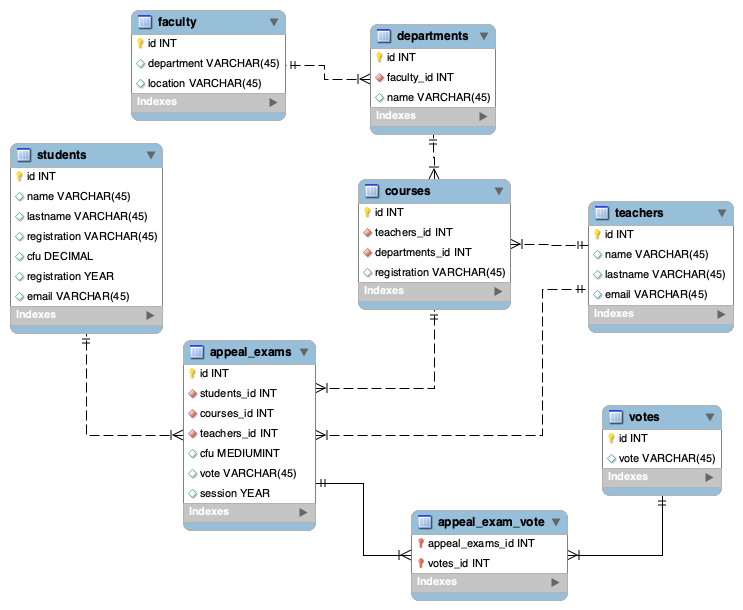 faculty
id INT
department VARCHAR(45)
location VARCHAR(45)
Indexes
departments
id INT
faculty_id INT
name VARCHAR(45)
Indexes
students
id INT
name VARCHAR(45)
lastname VARCHAR(45)
registration VARCHAR(45)
cfu DECIMAL
registration YEAR
email VARCHAR(45)
Indexes
courses
id INT
teachers_id INT
departments_id INT
registration VARCHAR(45)
Indexes
teachers
id INT
name VARCHAR(45)
lastname VARCHAR(45)
email VARCHAR(45)
Indexes
appeal_exams
id INT
students_id INT
courses_id INT
teachers_id INT
cfu MEDIUMINT
vote VARCHAR(45)
session YEAR
Indexes
votes
id INT
vote VARCHAR(45)
Indexes
appeal_exam_vote
appeal_exams_id INT
votes_id INT
Indexes